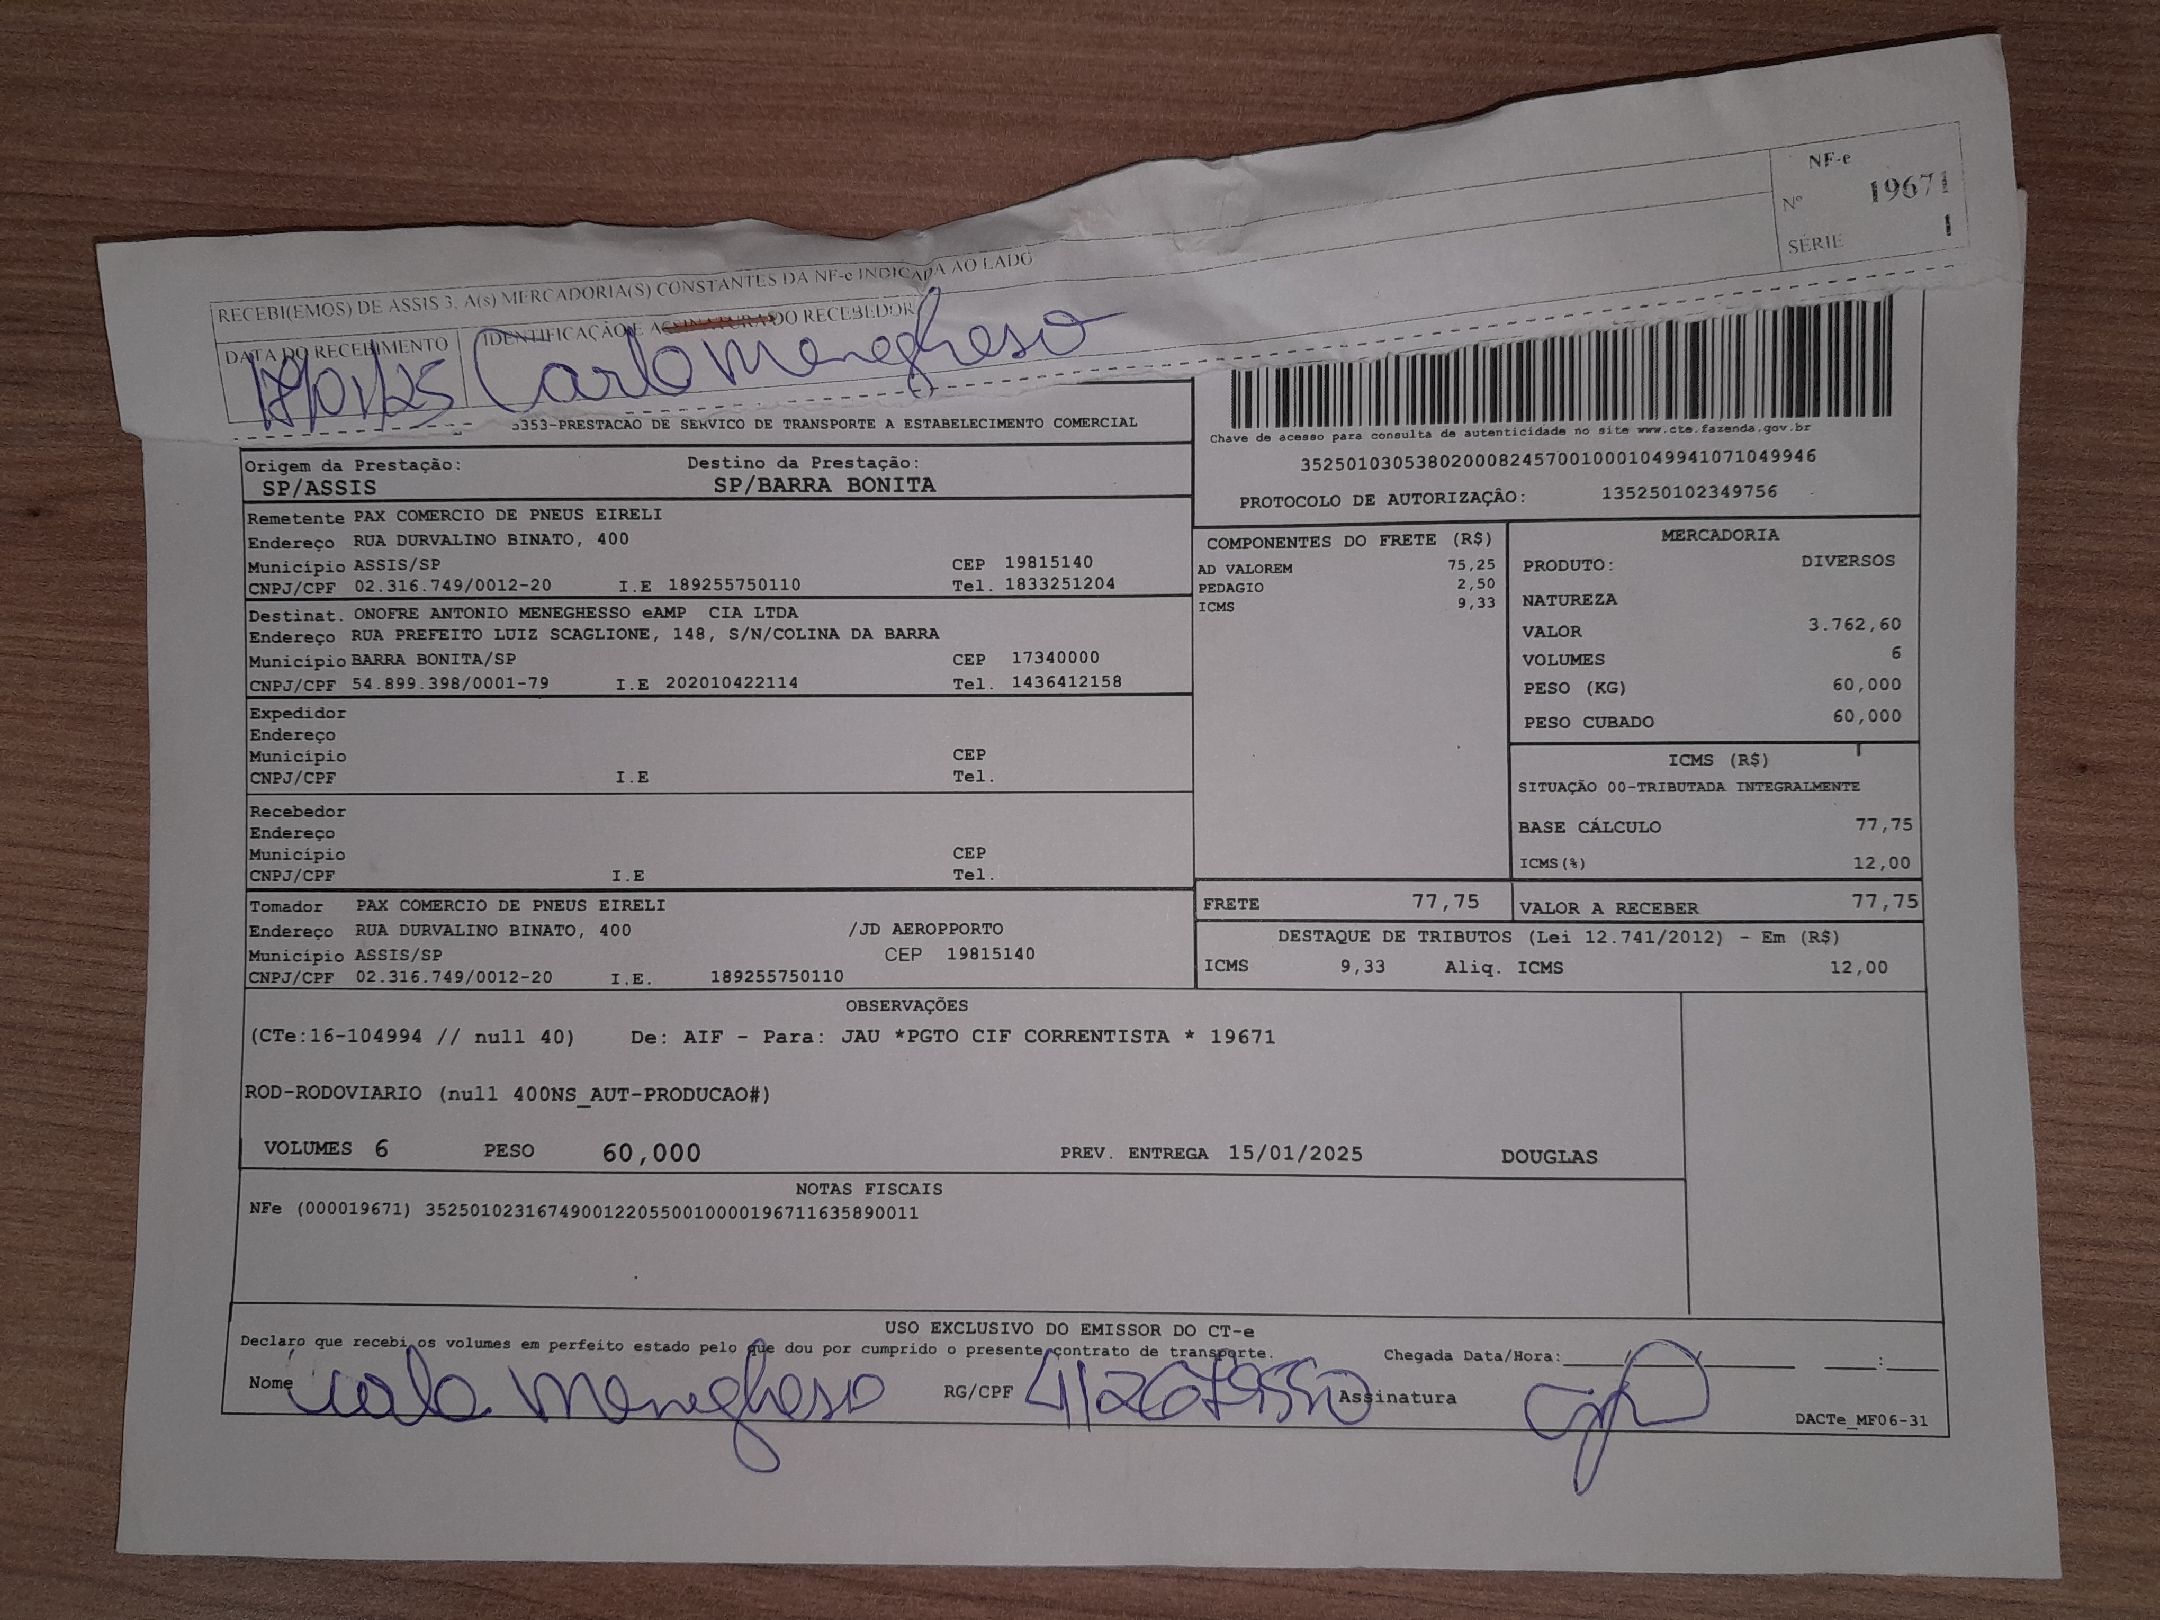 RECEBI(EMOS) DE ASSIS 3, A(s) MERCADORIA(S) CONSTANTES DA NF-e INDICADA AO LADO
DATA DO RECEBIMENTO
IDENTIFICAÇÃO E ASSINATURA DO RECEBEDOR
/01/25 Carlo Menegheso
NF-e
Nº 19671
SÉRIE 1
5353-PRESTACAO DE SERVICO DE TRANSPORTE A ESTABELECIMENTO COMERCIAL
Chave de acesso para consulta de autenticidade no site www.cte.fazenda.gov.br
35250103053802000824570010001049941071049946
PROTOCOLO DE AUTORIZAÇÃO: 135250102349756
Origem da Prestação: Destino da Prestação:
SP/ASSIS SP/BARRA BONITA
Remetente PAX COMERCIO DE PNEUS EIRELI
Endereço RUA DURVALINO BINATO, 400
Município ASSIS/SP CEP 19815140
CNPJ/CPF 02.316.749/0012-20 I.E 189255750110 Tel. 1833251204
Destinat. ONOFRE ANTONIO MENEGHESSO eAMP CIA LTDA
Endereço RUA PREFEITO LUIZ SCAGLIONE, 148, S/N/COLINA DA BARRA
Município BARRA BONITA/SP CEP 17340000
CNPJ/CPF 54.899.398/0001-79 I.E 202010422114 Tel. 1436412158
Expedidor
Endereço
Município CEP
CNPJ/CPF I.E Tel.
Recebedor
Endereço
Município CEP
CNPJ/CPF I.E Tel.
Tomador PAX COMERCIO DE PNEUS EIRELI
Endereço RUA DURVALINO BINATO, 400 /JD AEROPPORTO
Município ASSIS/SP CEP 19815140
CNPJ/CPF 02.316.749/0012-20 I.E. 189255750110
COMPONENTES DO FRETE (R$)
AD VALOREM 75,25
PEDAGIO 2,50
ICMS 9,33
MERCADORIA
PRODUTO: DIVERSOS
NATUREZA
VALOR 3.762,60
VOLUMES 6
PESO (KG) 60,000
PESO CUBADO 60,000
ICMS (R$)
SITUAÇÃO 00-TRIBUTADA INTEGRALMENTE
BASE CÁLCULO 77,75
ICMS(%) 12,00
FRETE 77,75
VALOR A RECEBER 77,75
DESTAQUE DE TRIBUTOS (Lei 12.741/2012) - Em (R$)
ICMS 9,33 Aliq. ICMS 12,00
OBSERVAÇÕES
(CTe:16-104994 // null 40) De: AIF - Para: JAU *PGTO CIF CORRENTISTA * 19671
ROD-RODOVIARIO (null 400NS_AUT-PRODUCAO#)
VOLUMES 6 PESO 60,000 PREV. ENTREGA 15/01/2025 DOUGLAS
NOTAS FISCAIS
NFe (000019671) 35250102316749001220550010000196711635890011
USO EXCLUSIVO DO EMISSOR DO CT-e
Declaro que recebi os volumes em perfeito estado pelo que dou por cumprido o presente contrato de transporte.
Chegada Data/Hora:____/____/____ ___:___
Nome Carlo Menegheso RG/CPF Assinatura
DACTe_MF06-31